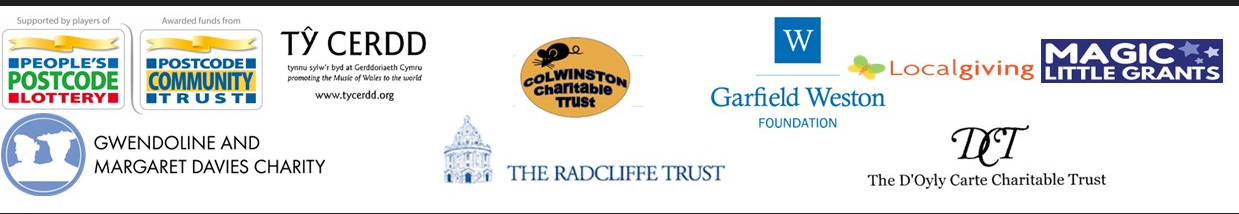 Supported by players of
PEOPLE'S
POSTCODE
LOTTERY
Awarded funds from
POSTCODE
COMMUNITY
TRUST
TŶ CERDD
tynnu sylw'r byd at Gerddoriaeth Cymru
promoting the Music of Wales to the world
www.tycerdd.org
COLWINSTON
Charitable
Trust
W
Garfield Weston
FOUNDATION
Localgiving
MAGIC
LITTLE GRANTS
GWENDOLINE AND
MARGARET DAVIES CHARITY
THE RADCLIFFE TRUST
DCT
The D'Oyly Carte Charitable Trust